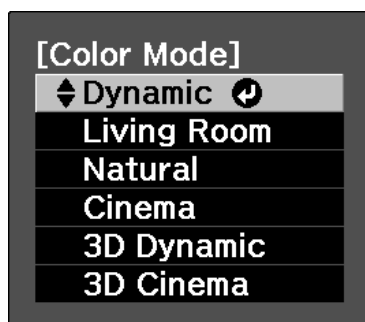 [Color Mode]
Dynamic
Living Room
Natural
Cinema
3D Dynamic
3D Cinema